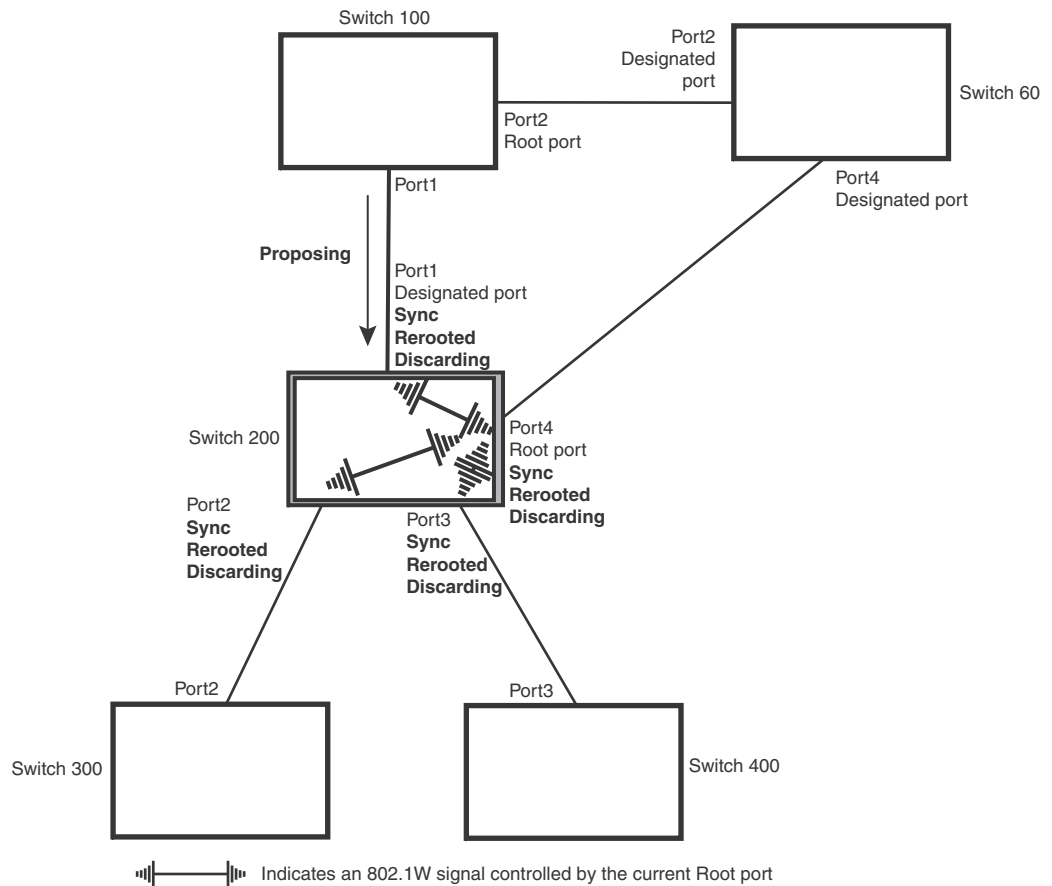 Switch 100
Port2
Designated
port
Switch 60
Port2
Root port
Port1
Port4
Designated port
Proposing
Port1
Designated port
Sync
Rerooted
Discarding
Switch 200
Port4
Root port
Sync
Rerooted
Discarding
Port2
Sync
Rerooted
Discarding
Port3
Sync
Rerooted
Discarding
Port2
Port3
Switch 300
Switch 400
Indicates an 802.1W signal controlled by the current Root port